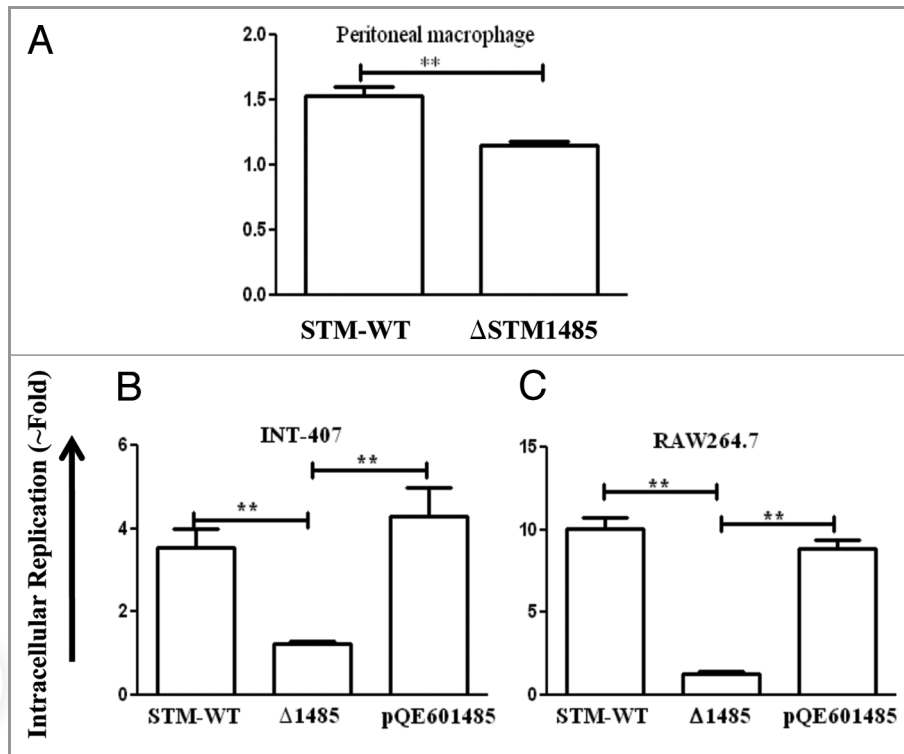 A
Peritoneal macrophage
**
2.0
1.5
1.0
0.5
0.0
STM-WT ΔSTM1485
Intracellular Replication (~Fold)
B
INT-407
**
**
6
4
2
0
STM-WT Δ1485 pQE601485
C
RAW264.7
**
**
15
10
5
0
STM-WT Δ1485 pQE601485